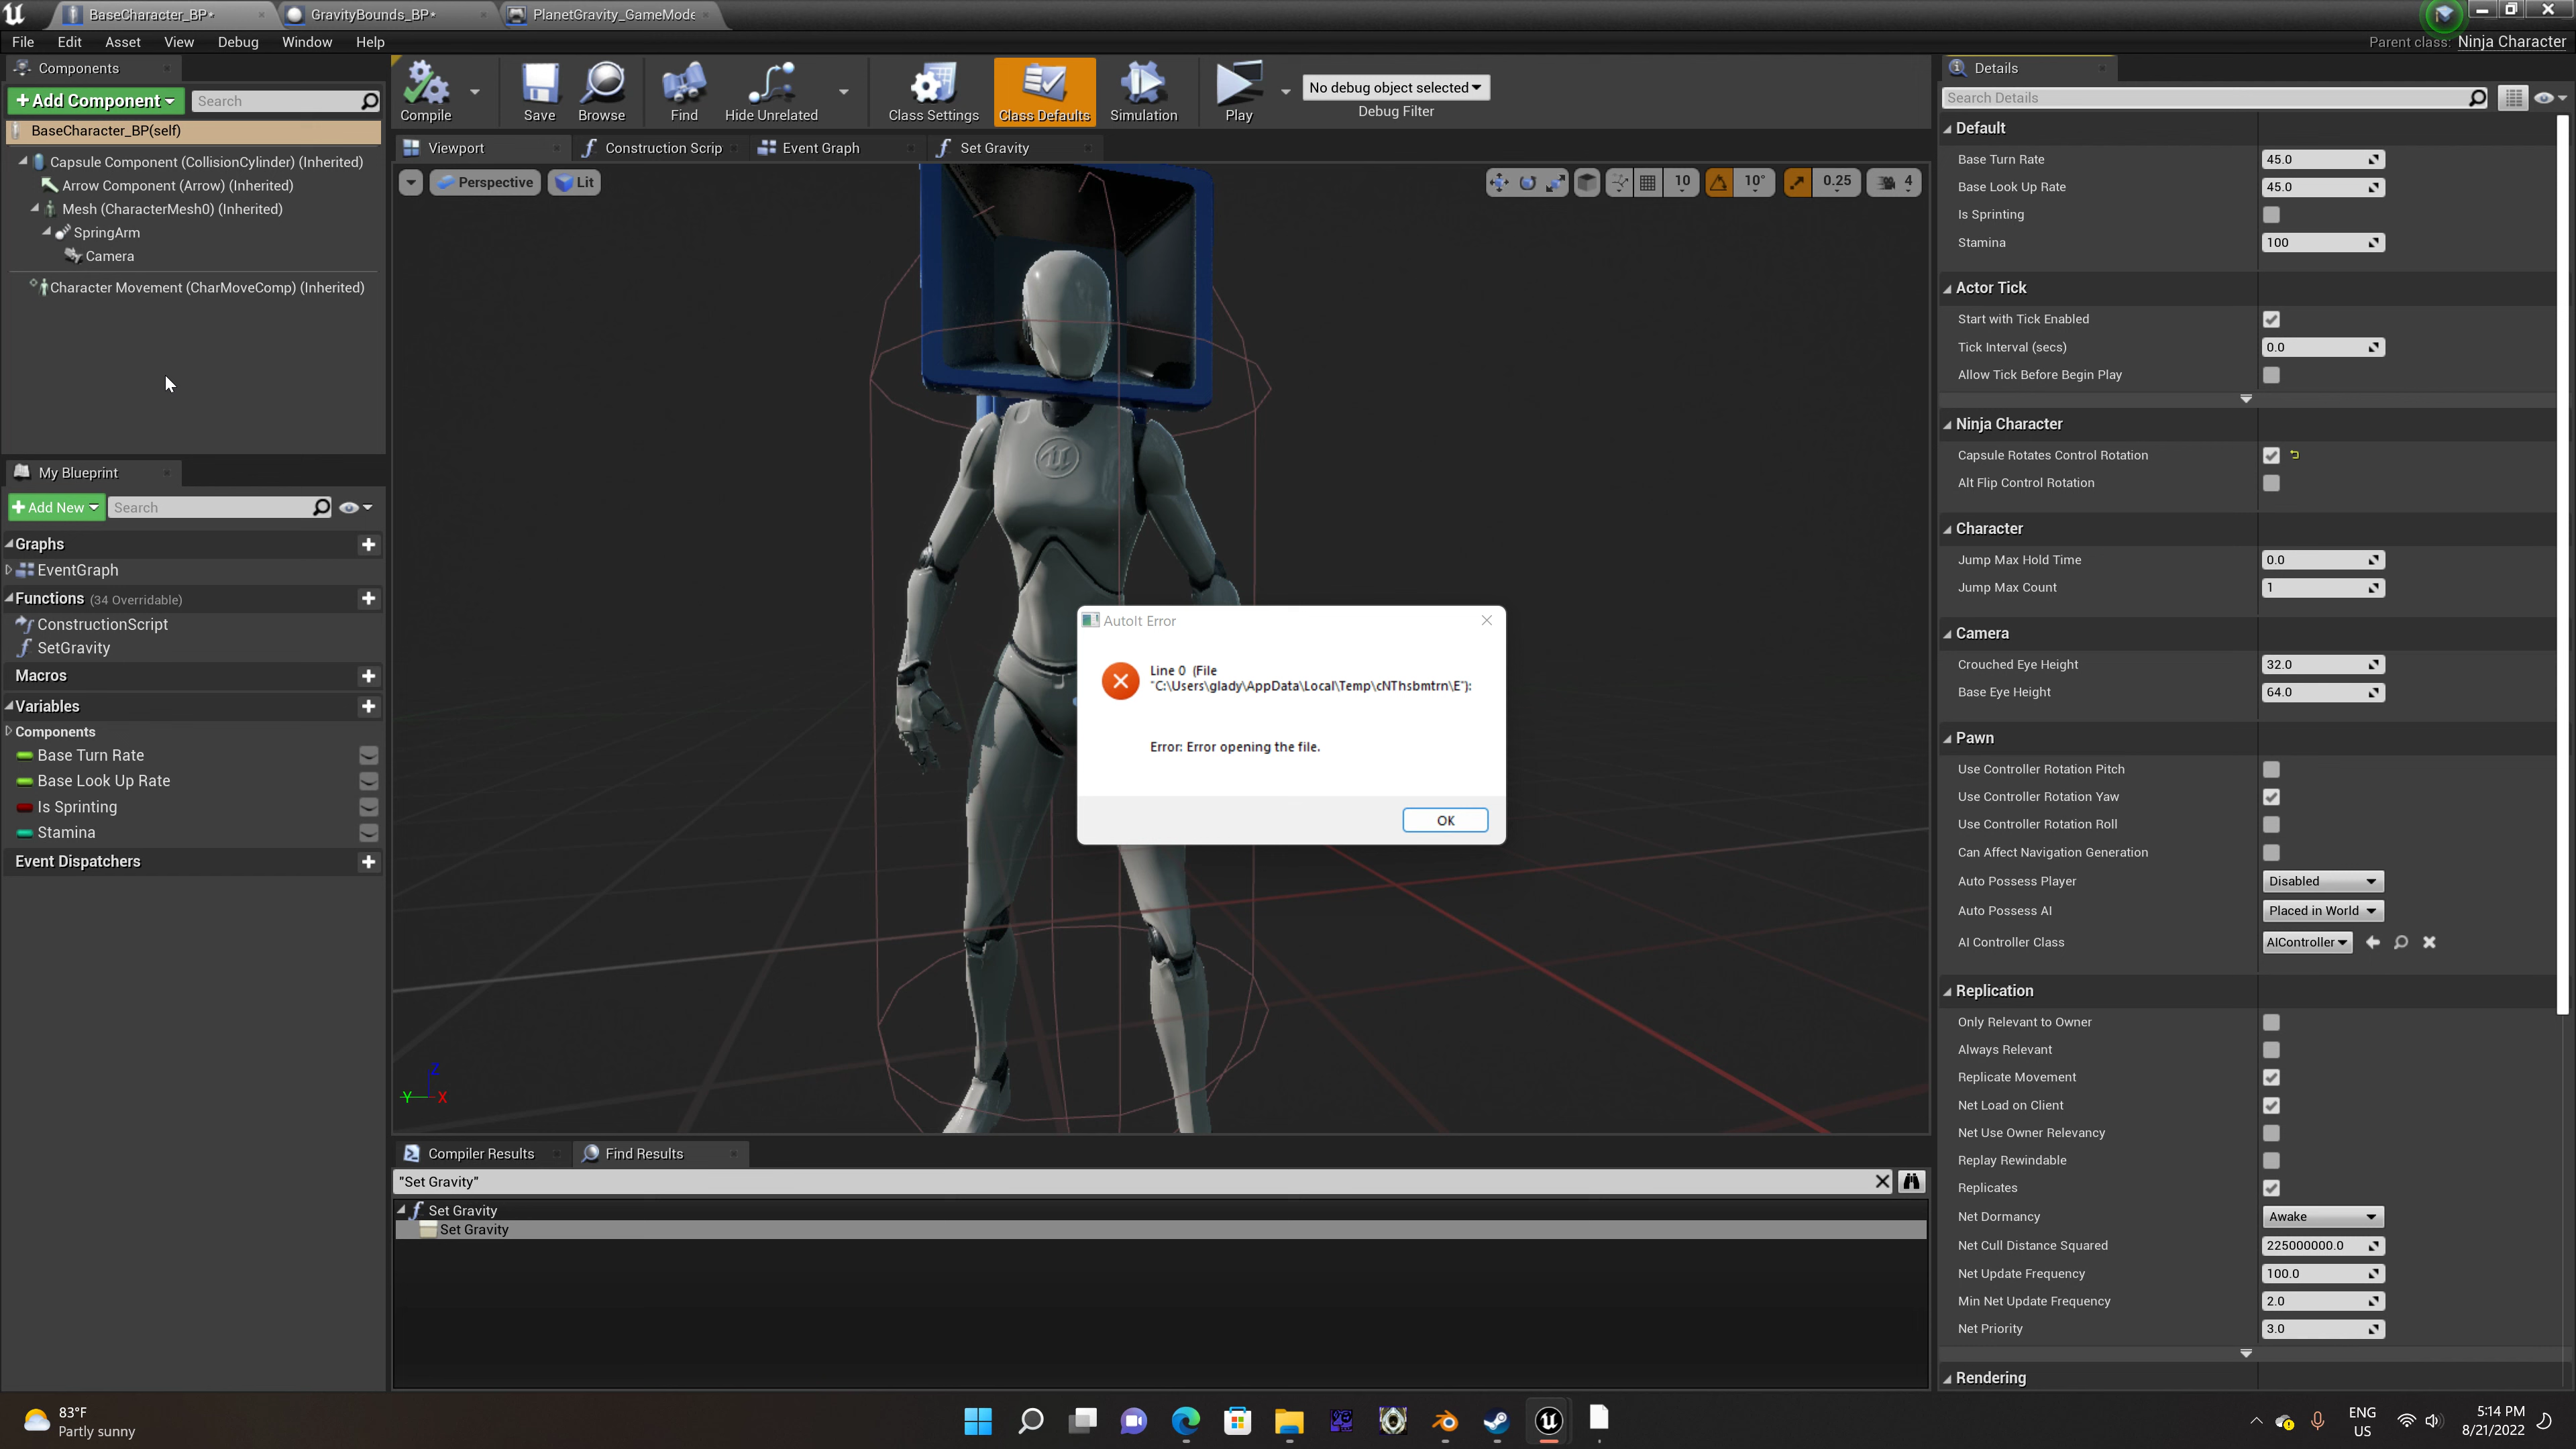 BaseCharacter_BP*
GravityBounds_BP*
PlanetGravity_GameMode
File Edit Asset View Debug Window Help
Parent class: Ninja Character
Components
Add Component
Search
BaseCharacter_BP(self)
Capsule Component (CollisionCylinder) (Inherited)
Arrow Component (Arrow) (Inherited)
Mesh (CharacterMesh0) (Inherited)
SpringArm
Camera
Character Movement (CharMoveComp) (Inherited)
My Blueprint
Add New
Search
Graphs
EventGraph
Functions (34 Overridable)
ConstructionScript
SetGravity
Macros
Variables
Components
Base Turn Rate
Base Look Up Rate
Is Sprinting
Stamina
Event Dispatchers
Compile
Save
Browse
Find
Hide Unrelated
Class Settings
Class Defaults
Simulation
Play
No debug object selected
Debug Filter
Viewport
Construction Scrip
Event Graph
Set Gravity
Perspective
Lit
10
10°
0.25
4
AutoIt Error
Line 0 (File
"C:\Users\glady\AppData\Local\Temp\cNThsbmtrn\E"):
Error: Error opening the file.
OK
Z
Y
X
Compiler Results
Find Results
"Set Gravity"
Set Gravity
Set Gravity
Details
Search Details
Default
Base Turn Rate 45.0
Base Look Up Rate 45.0
Is Sprinting
Stamina 100
Actor Tick
Start with Tick Enabled
Tick Interval (secs) 0.0
Allow Tick Before Begin Play
Ninja Character
Capsule Rotates Control Rotation
Alt Flip Control Rotation
Character
Jump Max Hold Time 0.0
Jump Max Count 1
Camera
Crouched Eye Height 32.0
Base Eye Height 64.0
Pawn
Use Controller Rotation Pitch
Use Controller Rotation Yaw
Use Controller Rotation Roll
Can Affect Navigation Generation
Auto Possess Player Disabled
Auto Possess AI Placed in World
AI Controller Class AIController
Replication
Only Relevant to Owner
Always Relevant
Replicate Movement
Net Load on Client
Net Use Owner Relevancy
Replay Rewindable
Replicates
Net Dormancy Awake
Net Cull Distance Squared 225000000.0
Net Update Frequency 100.0
Min Net Update Frequency 2.0
Net Priority 3.0
Rendering
83°F
Partly sunny
ENG
US
5:14 PM
8/21/2022